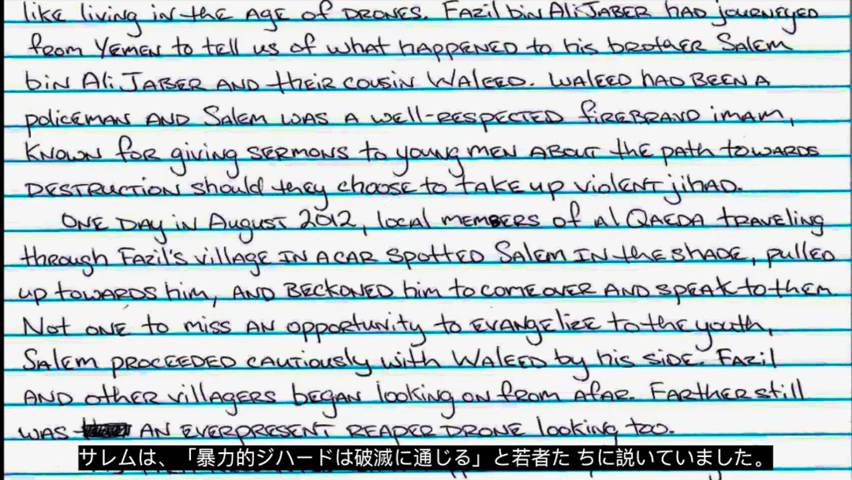 like living in the age of drones. Fazil bin Ali Jaber had journeyed
from Yemen to tell us of what happened to his brother Salem
bin Ali Jaber and their cousin Waleed. Waleed had been a
policeman and Salem was a well-respected firebrand imam,
known for giving sermons to young men about the path towards
destruction should they choose to take up violent jihad.
One day in August 2012, local members of al Qaeda traveling
through Fazil's village in a car spotted Salem in the shade, pulled
up towards him, and beckoned him to come over and speak to them.
Not one to miss an opportunity to evangelize to the youth,
Salem proceeded cautiously with Waleed by his side. Fazil
and other villagers began looking on from afar. Farther still
was an everpresent Reaper drone looking too.
サレムは、「暴力的ジハードは破滅に通じる」と若者た ちに説いていました。